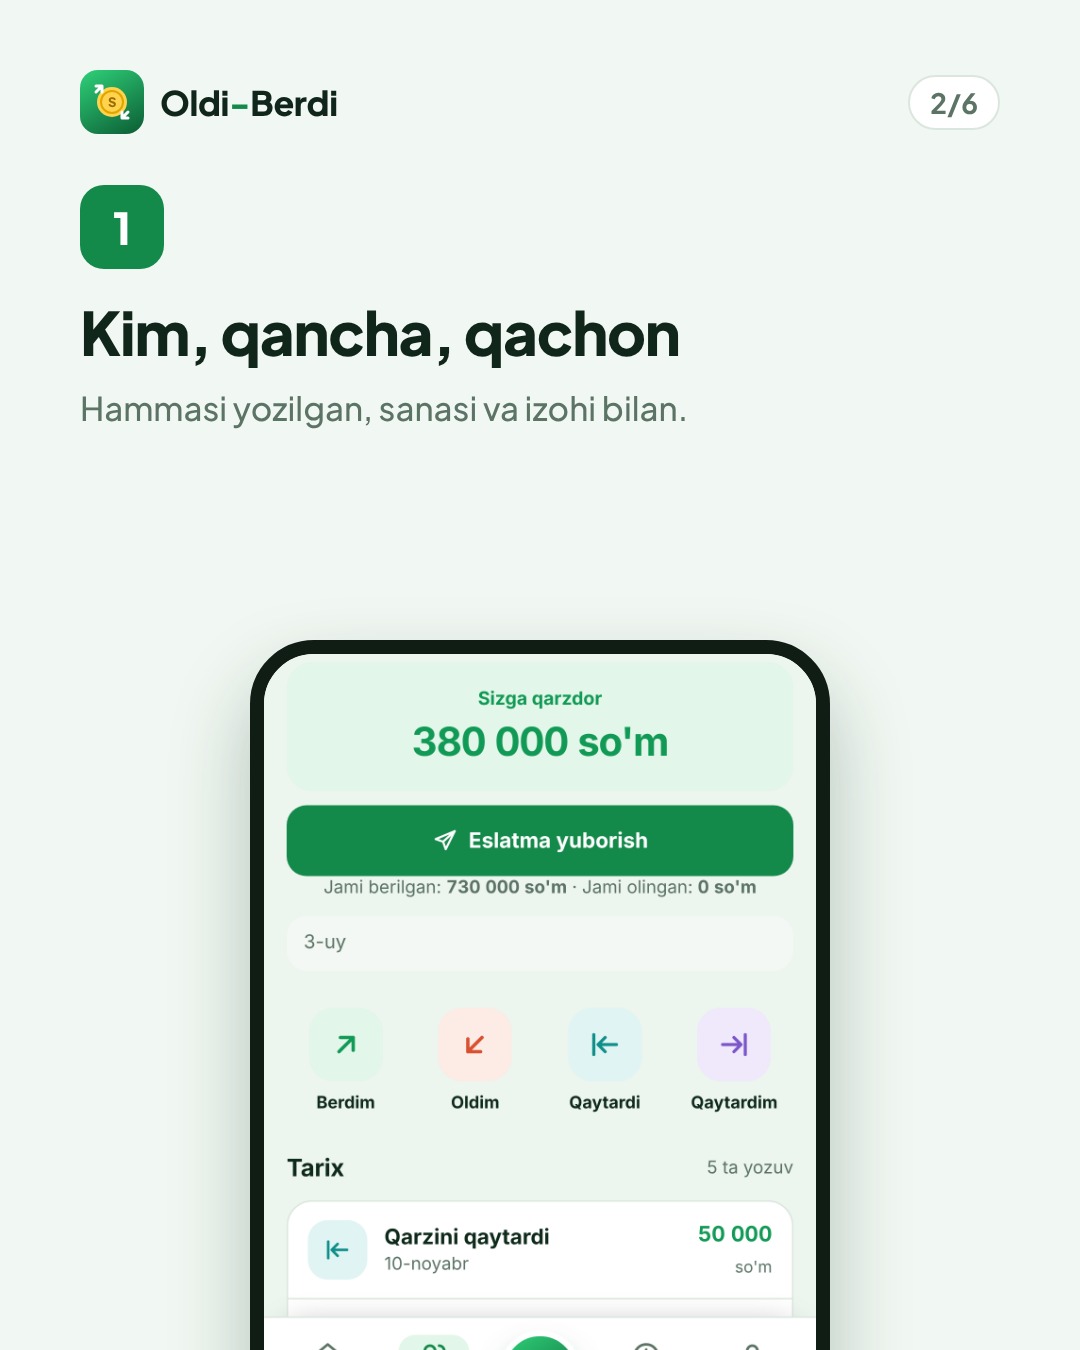 Oldi-Berdi
2/6
1
Kim, qancha, qachon
Hammasi yozilgan, sanasi va izohi bilan.
Sizga qarzdor
380 000 so'm
Eslatma yuborish
Jami berilgan: 730 000 so'm · Jami olingan: 0 so'm
3-uy
Berdim Oldim Qaytardi Qaytardim
Tarix 5 ta yozuv
Qarzini qaytardi 50 000
10-noyabr so'm